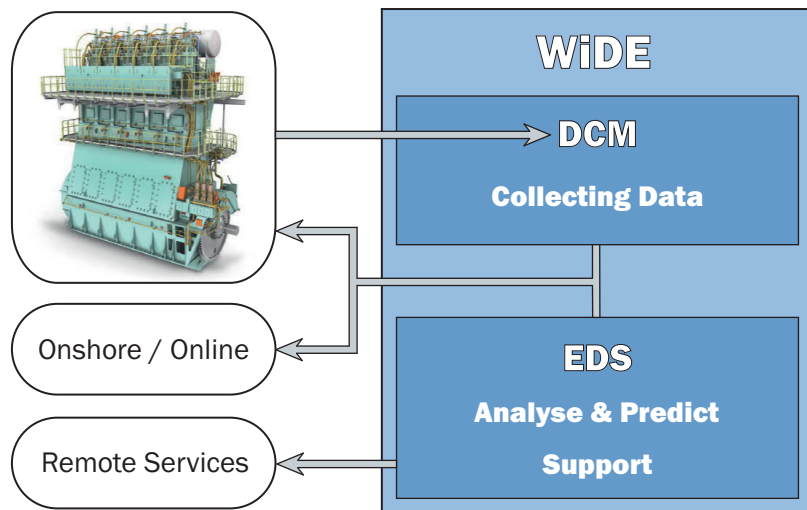 WiDE
DCM
Collecting Data
Onshore / Online
EDS
Analyse & Predict
Support
Remote Services